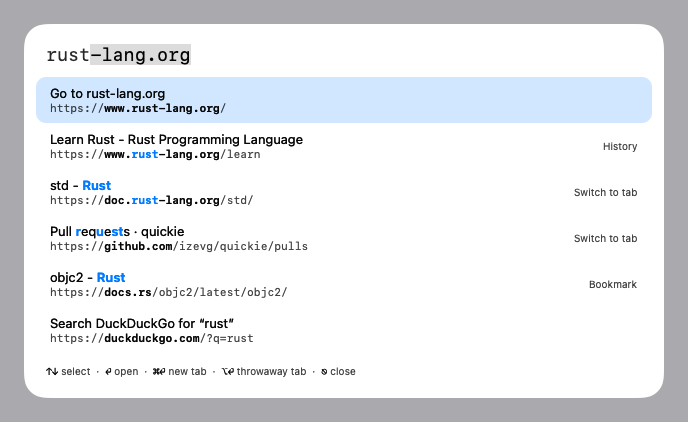 rust-lang.org
Go to rust-lang.org
https://www.rust-lang.org/
Learn Rust - Rust Programming Language
https://www.rust-lang.org/learn
History
std - Rust
https://doc.rust-lang.org/std/
Switch to tab
Pull requests · quickie
https://github.com/izevg/quickie/pulls
Switch to tab
objc2 - Rust
https://docs.rs/objc2/latest/objc2/
Bookmark
Search DuckDuckGo for “rust”
https://duckduckgo.com/?q=rust
↑↓ select · ↩ open · ⌘↩ new tab · ⌥↩ throwaway tab · ⎋ close